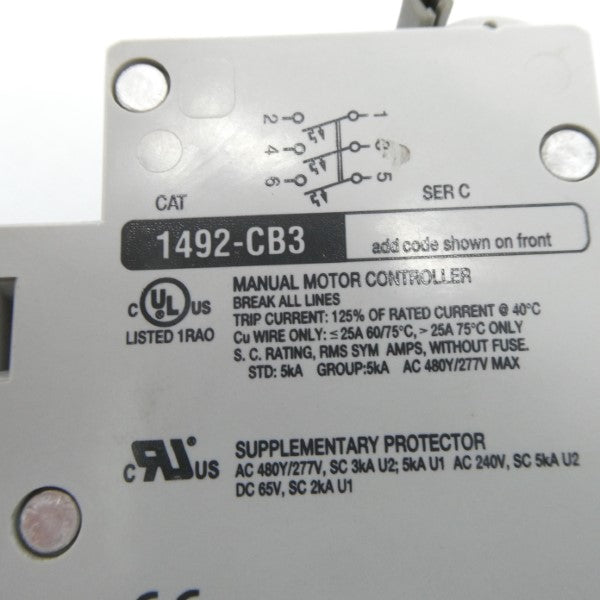 2 1
4 3
6 5
CAT SER C
1492-CB3 add code shown on front
C UL US
LISTED 1RAO
MANUAL MOTOR CONTROLLER
BREAK ALL LINES
TRIP CURRENT: 125% OF RATED CURRENT @ 40°C
Cu WIRE ONLY: ≤25A 60/75°C, > 25A 75°C ONLY
S. C. RATING, RMS SYM AMPS, WITHOUT FUSE.
STD: 5kA GROUP:5kA AC 480Y/277V MAX
C RU ® US
SUPPLEMENTARY PROTECTOR
AC 480Y/277V, SC 3kA U2; 5kA U1 AC 240V, SC 5kA U2
DC 65V, SC 2kA U1
CE